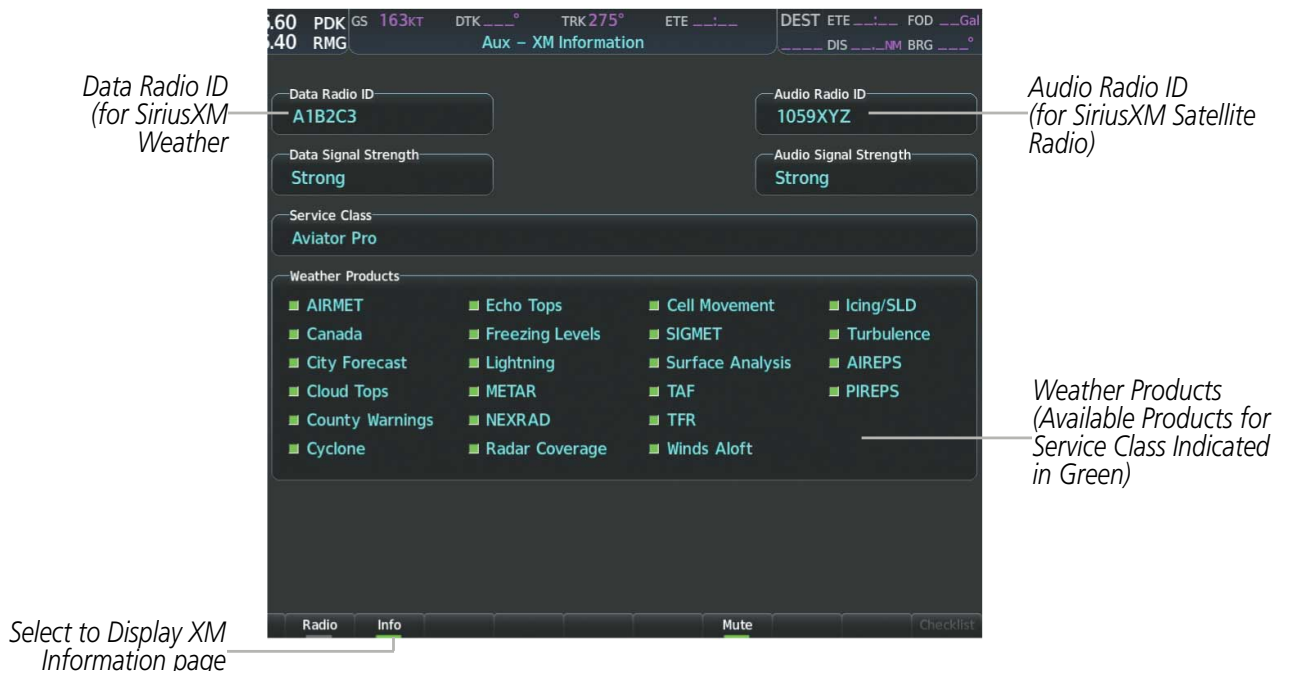 .60 PDK GS 163KT DTK ___° TRK 275° ETE __:__ DEST ETE __:__ FOD __Gal
.40 RMG Aux – XM Information ____ DIS __._NM BRG ___°
Data Radio ID
(for SiriusXM
Weather
Data Radio ID
A1B2C3
Audio Radio ID
1059XYZ
Audio Radio ID
(for SiriusXM Satellite
Radio)
Data Signal Strength
Strong
Audio Signal Strength
Strong
Service Class
Aviator Pro
Weather Products
AIRMET Echo Tops Cell Movement Icing/SLD
Canada Freezing Levels SIGMET Turbulence
City Forecast Lightning Surface Analysis AIREPS
Cloud Tops METAR TAF PIREPS
County Warnings NEXRAD TFR
Cyclone Radar Coverage Winds Aloft
Weather Products
(Available Products for
Service Class Indicated
in Green)
Radio Info Mute Checklist
Select to Display XM
Information page